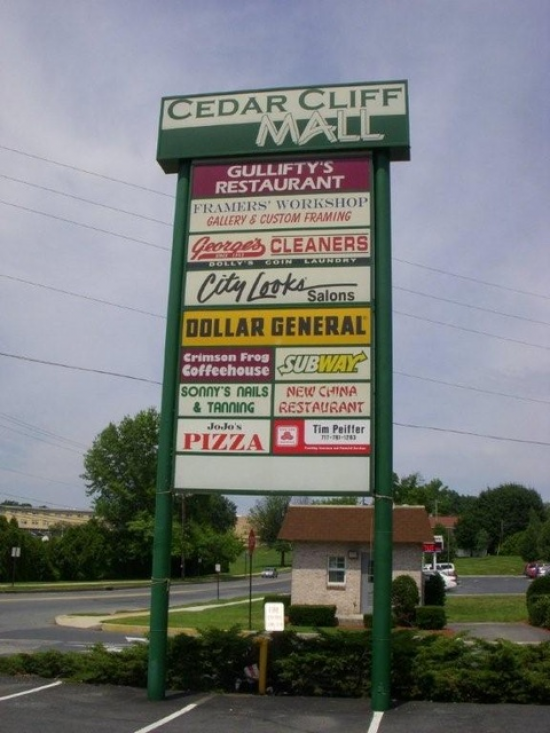 CEDAR CLIFF
MALL
GULLIFTY'S
RESTAURANT
FRAMERS' WORKSHOP
GALLERY & CUSTOM FRAMING
George's CLEANERS
DOLLY'S COIN LAUNDRY
City Looks
Salons
DOLLAR GENERAL
Crimson Frog
Coffeehouse
SUBWAY
SONNY'S NAILS
& TANNING
NEW CHINA
RESTAURANT
JoJo's
PIZZA
Tim Peiffer